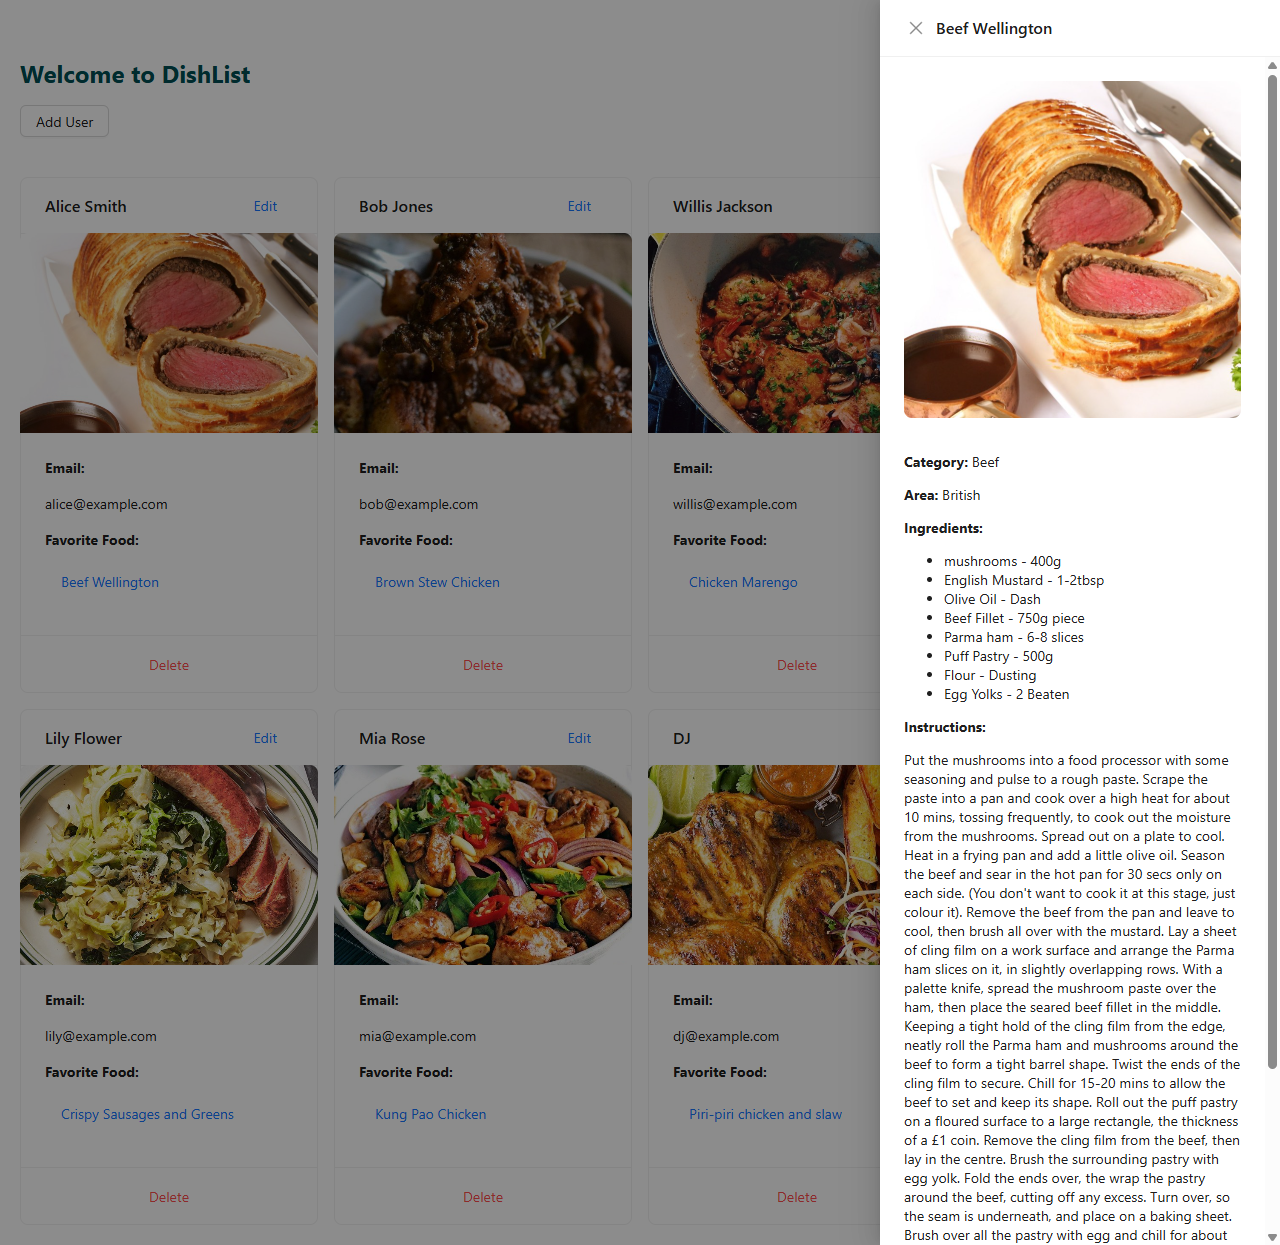 Welcome to DishList
Add User
Alice Smith
Edit
Email:
alice@example.com
Favorite Food:
Beef Wellington
Delete
Bob Jones
Edit
Email:
bob@example.com
Favorite Food:
Brown Stew Chicken
Delete
Willis Jackson
Email:
willis@example.com
Favorite Food:
Chicken Marengo
Delete
Lily Flower
Edit
Email:
lily@example.com
Favorite Food:
Crispy Sausages and Greens
Delete
Mia Rose
Edit
Email:
mia@example.com
Favorite Food:
Kung Pao Chicken
Delete
DJ
Email:
dj@example.com
Favorite Food:
Piri-piri chicken and slaw
Delete
Beef Wellington
Category: Beef
Area: British
Ingredients:
mushrooms - 400g
English Mustard - 1-2tbsp
Olive Oil - Dash
Beef Fillet - 750g piece
Parma ham - 6-8 slices
Puff Pastry - 500g
Flour - Dusting
Egg Yolks - 2 Beaten
Instructions:
Put the mushrooms into a food processor with some
seasoning and pulse to a rough paste. Scrape the
paste into a pan and cook over a high heat for about
10 mins, tossing frequently, to cook out the moisture
from the mushrooms. Spread out on a plate to cool.
Heat in a frying pan and add a little olive oil. Season
the beef and sear in the hot pan for 30 secs only on
each side. (You don't want to cook it at this stage, just
colour it). Remove the beef from the pan and leave to
cool, then brush all over with the mustard. Lay a sheet
of cling film on a work surface and arrange the Parma
ham slices on it, in slightly overlapping rows. With a
palette knife, spread the mushroom paste over the
ham, then place the seared beef fillet in the middle.
Keeping a tight hold of the cling film from the edge,
neatly roll the Parma ham and mushrooms around the
beef to form a tight barrel shape. Twist the ends of the
cling film to secure. Chill for 15-20 mins to allow the
beef to set and keep its shape. Roll out the puff pastry
on a floured surface to a large rectangle, the thickness
of a £1 coin. Remove the cling film from the beef, then
lay in the centre. Brush the surrounding pastry with
egg yolk. Fold the ends over, the wrap the pastry
around the beef, cutting off any excess. Turn over, so
the seam is underneath, and place on a baking sheet.
Brush over all the pastry with egg and chill for about